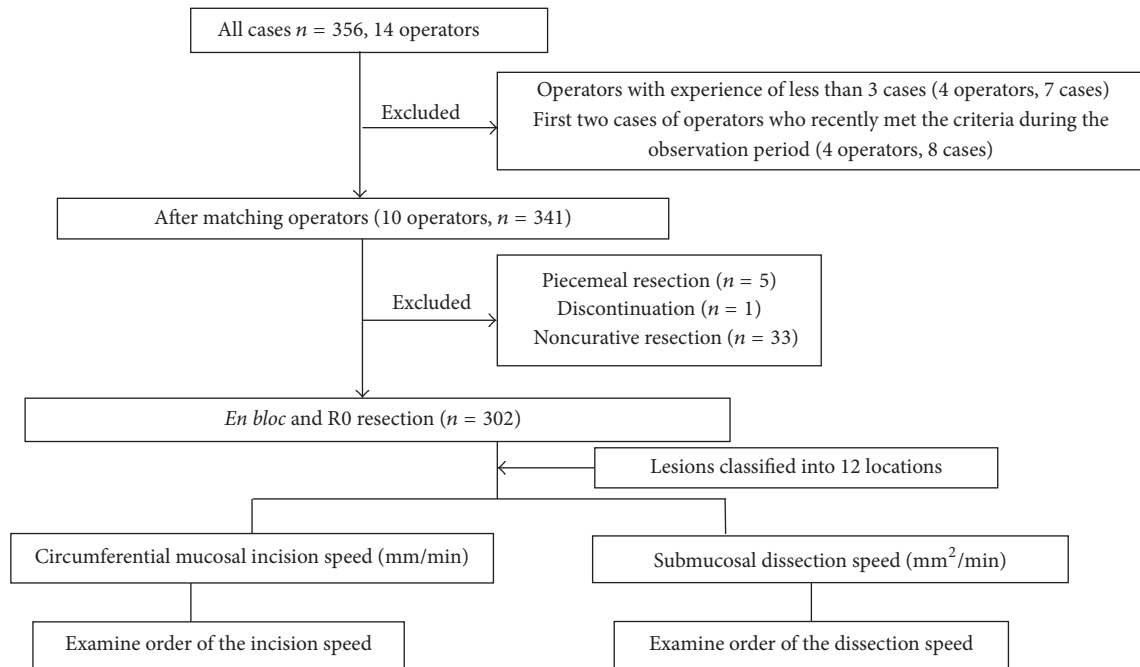 All cases n = 356, 14 operators
Excluded
Operators with experience of less than 3 cases (4 operators, 7 cases)
First two cases of operators who recently met the criteria during the
observation period (4 operators, 8 cases)
After matching operators (10 operators, n = 341)
Excluded
Piecemeal resection (n = 5)
Discontinuation (n = 1)
Noncurative resection (n = 33)
En bloc and R0 resection (n = 302)
Lesions classified into 12 locations
Circumferential mucosal incision speed (mm/min)
Submucosal dissection speed (mm²/min)
Examine order of the incision speed
Examine order of the dissection speed